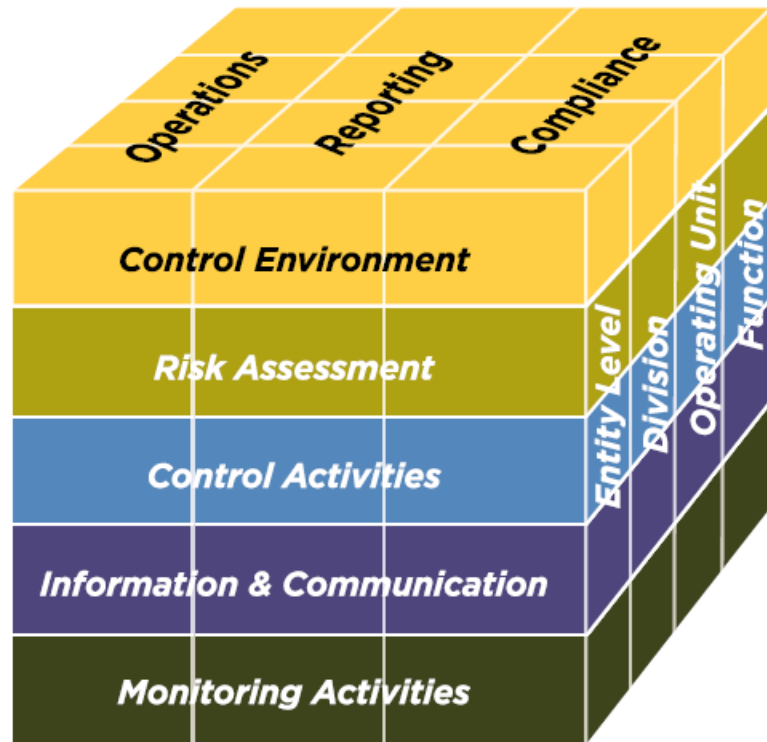 Operations
Reporting
Compliance
Control Environment
Risk Assessment
Control Activities
Information & Communication
Monitoring Activities
Entity Level
Division
Operating Unit
Function